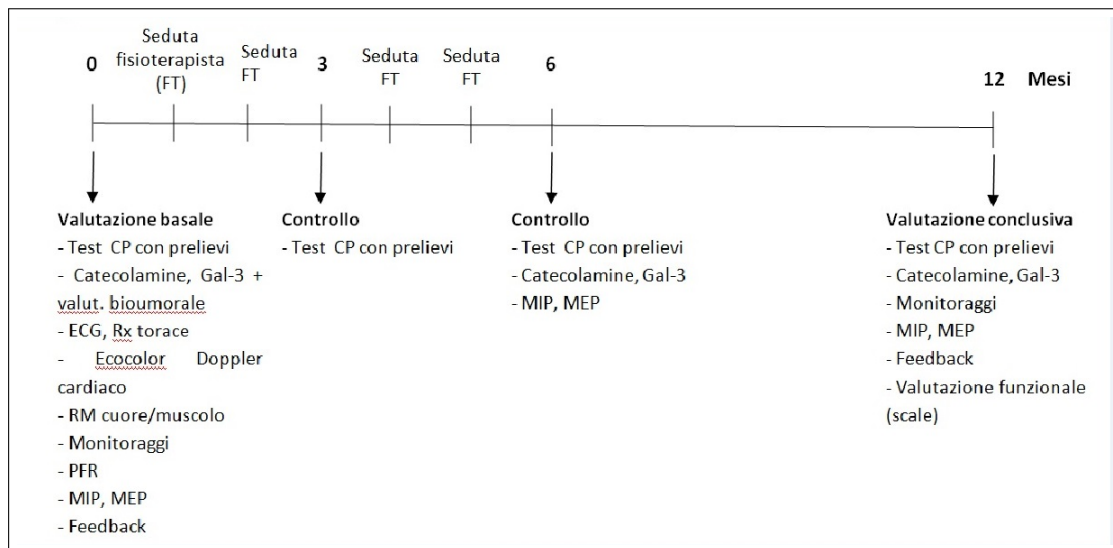 0
Seduta
fisioterapista
(FT)
Seduta
FT
3
Seduta
FT
Seduta
FT
6
12 Mesi
Valutazione basale
- Test CP con prelievi
- Catecolamine, Gal-3 +
valut. bioumorale
- ECG, Rx torace
- Ecocolor Doppler
cardiaco
- RM cuore/muscolo
- Monitoraggi
- PFR
- MIP, MEP
- Feedback
Controllo
- Test CP con prelievi
Controllo
- Test CP con prelievi
- Catecolamine, Gal-3
- MIP, MEP
Valutazione conclusiva
- Test CP con prelievi
- Catecolamine, Gal-3
- Monitoraggi
- MIP, MEP
- Feedback
- Valutazione funzionale
(scale)